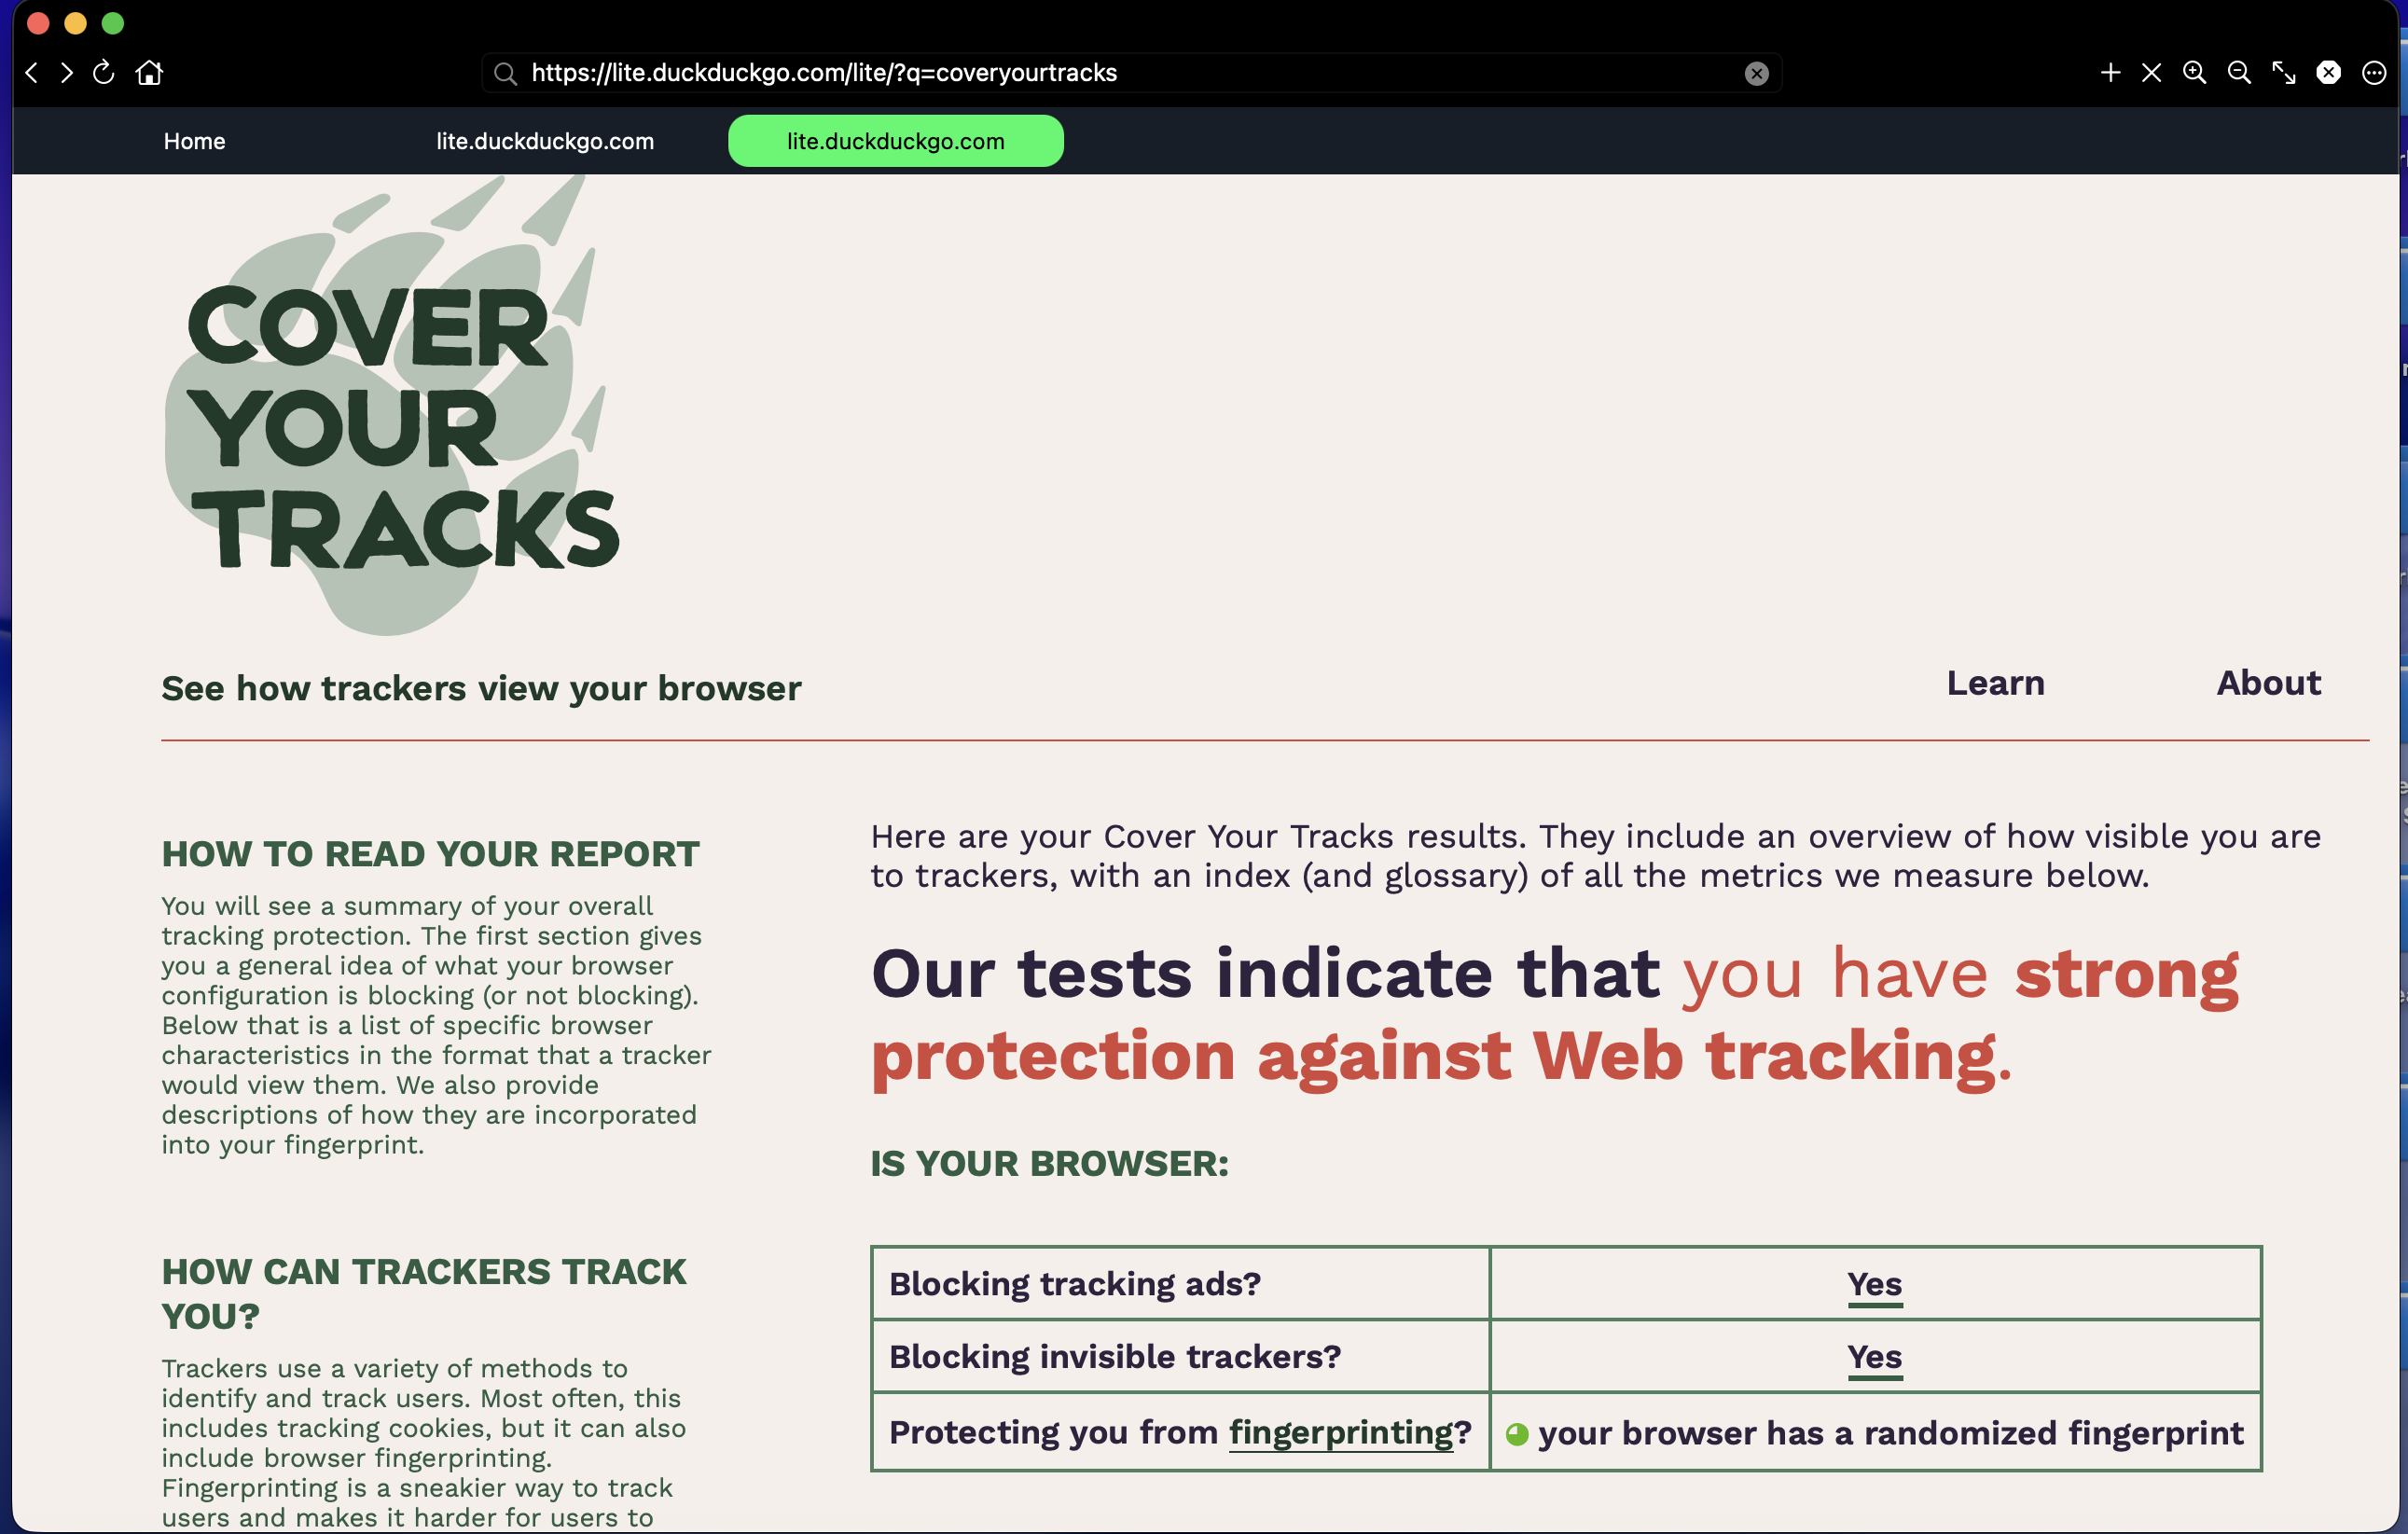 https://lite.duckduckgo.com/lite/?q=coveryourtracks
Home
lite.duckduckgo.com
lite.duckduckgo.com
COVER
YOUR
TRACKS
See how trackers view your browser
Learn
About
HOW TO READ YOUR REPORT
You will see a summary of your overall
tracking protection. The first section gives
you a general idea of what your browser
configuration is blocking (or not blocking).
Below that is a list of specific browser
characteristics in the format that a tracker
would view them. We also provide
descriptions of how they are incorporated
into your fingerprint.
HOW CAN TRACKERS TRACK
YOU?
Trackers use a variety of methods to
identify and track users. Most often, this
includes tracking cookies, but it can also
include browser fingerprinting.
Fingerprinting is a sneakier way to track
users and makes it harder for users to
Here are your Cover Your Tracks results. They include an overview of how visible you are
to trackers, with an index (and glossary) of all the metrics we measure below.
Our tests indicate that you have strong
protection against Web tracking.
IS YOUR BROWSER:
Blocking tracking ads?
Yes
Blocking invisible trackers?
Yes
Protecting you from fingerprinting?
your browser has a randomized fingerprint